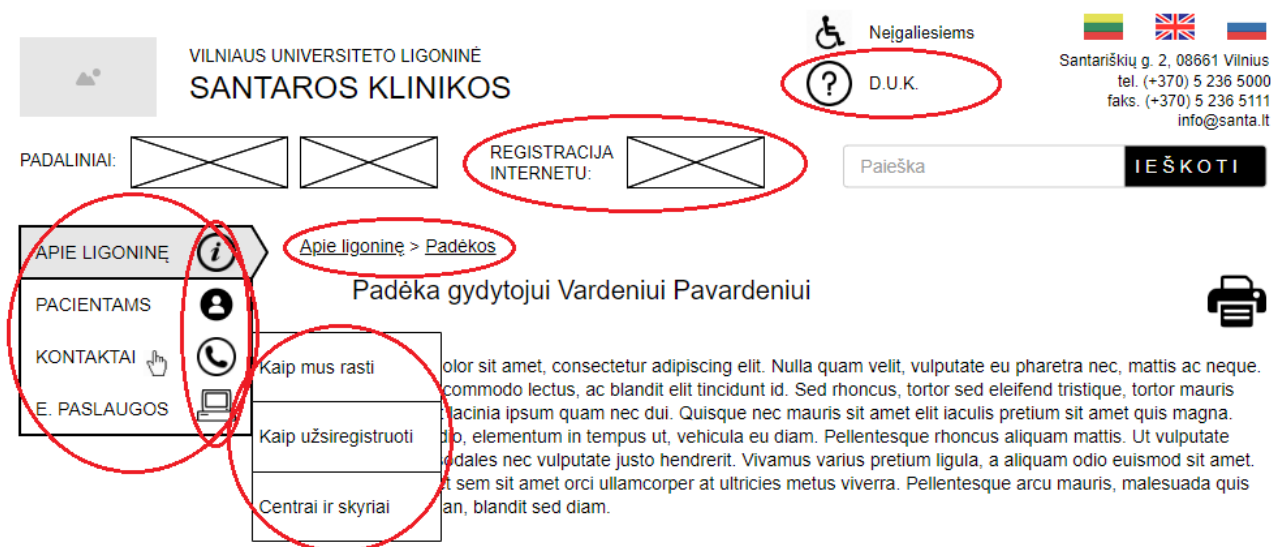 Neįgaliesiems
VILNIAUS UNIVERSITETO LIGONINĖ
SANTAROS KLINIKOS
D.U.K.
Santariškių g. 2, 08661 Vilnius
tel. (+370) 5 236 5000
faks. (+370) 5 236 5111
info@santa.lt
PADALINIAI:
REGISTRACIJA
INTERNETU:
Paieška
IEŠKOTI
APIE LIGONINĘ
Apie ligoninę > Padėkos
Padėka gydytojui Vardeniui Pavardeniui
PACIENTAMS
KONTAKTAI
E. PASLAUGOS
Kaip mus rasti
Kaip užsiregistruoti
Centrai ir skyriai
olor sit amet, consectetur adipiscing elit. Nulla quam velit, vulputate eu pharetra nec, mattis ac neque.
commodo lectus, ac blandit elit tincidunt id. Sed rhoncus, tortor sed eleifend tristique, tortor mauris
lacinia ipsum quam nec dui. Quisque nec mauris sit amet elit iaculis pretium sit amet quis magna.
elementum in tempus ut, vehicula eu diam. Pellentesque rhoncus aliquam mattis. Ut vulputate
odales nec vulputate justo hendrerit. Vivamus varius pretium ligula, a aliquam odio euismod sit amet.
sem sit amet orci ullamcorper at ultricies metus viverra. Pellentesque arcu mauris, malesuada quis
an, blandit sed diam.